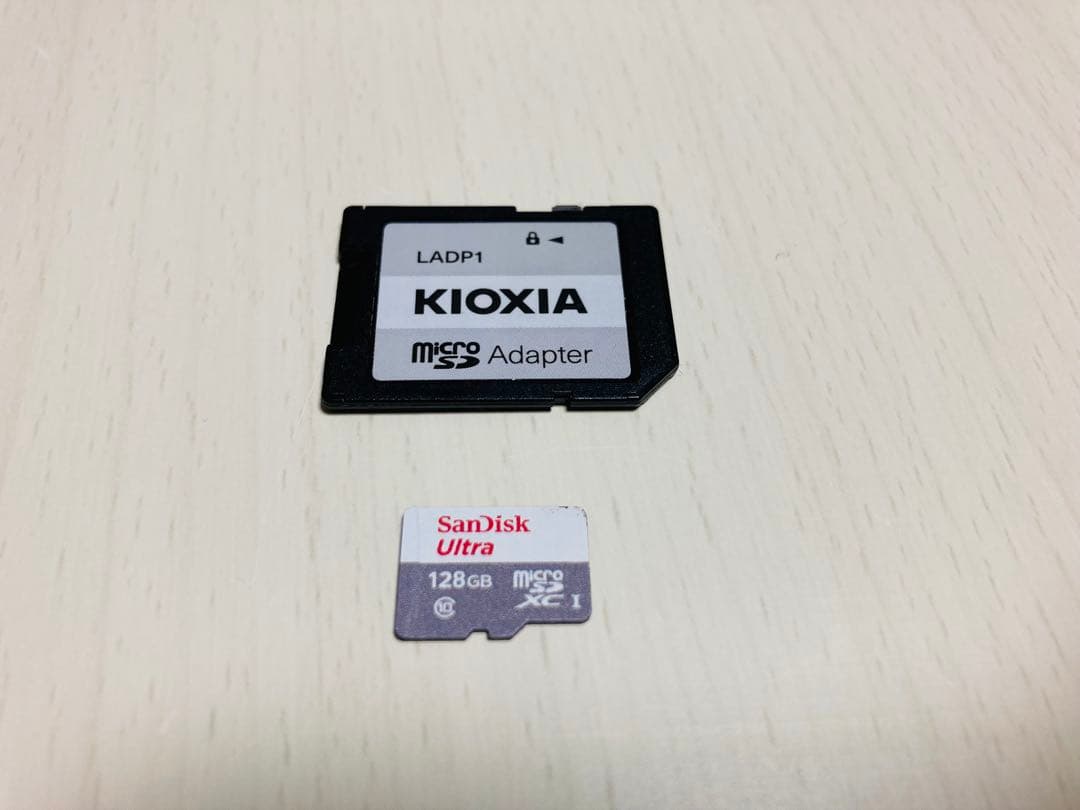 LADP1
KIOXIA
micro SD Adapter
SanDisk
Ultra
128GB micro SD
10 XC I